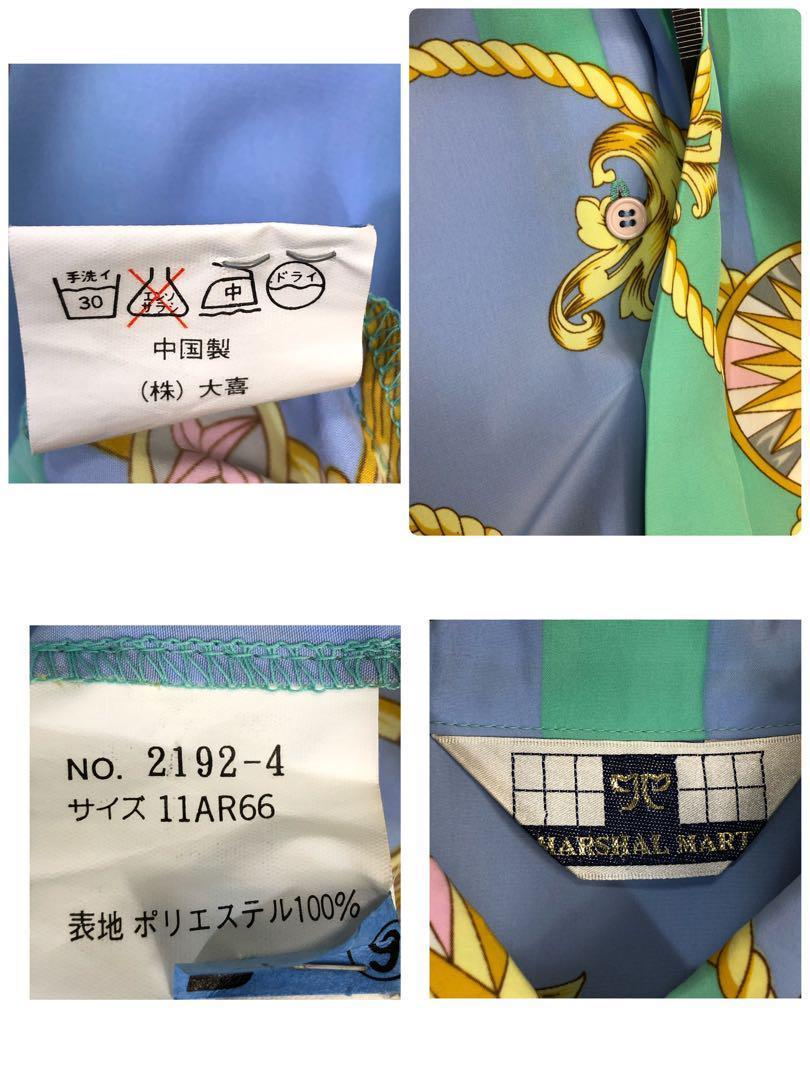 手洗イ
30
エンソ
サラシ
中
ドライ
中国製
(株) 大喜
NO. 2192-4
サイズ 11AR66
表地 ポリエステル100%
MARSHAL MART